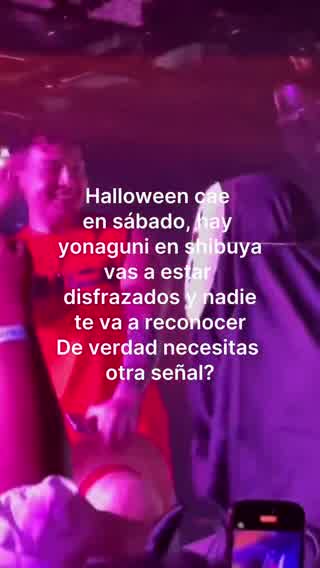 Halloween cae
en sábado, hay
yonaguni en shibuya
vas a estar
disfrazados y nadie
te va a reconocer
De verdad necesitas
otra señal?